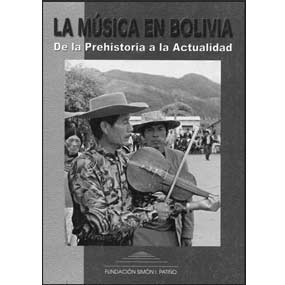 LA MÚSICA EN BOLIVIA
De la Prehistoria a la Actualidad
FUNDACIÓN SIMÓN I. PATIÑO